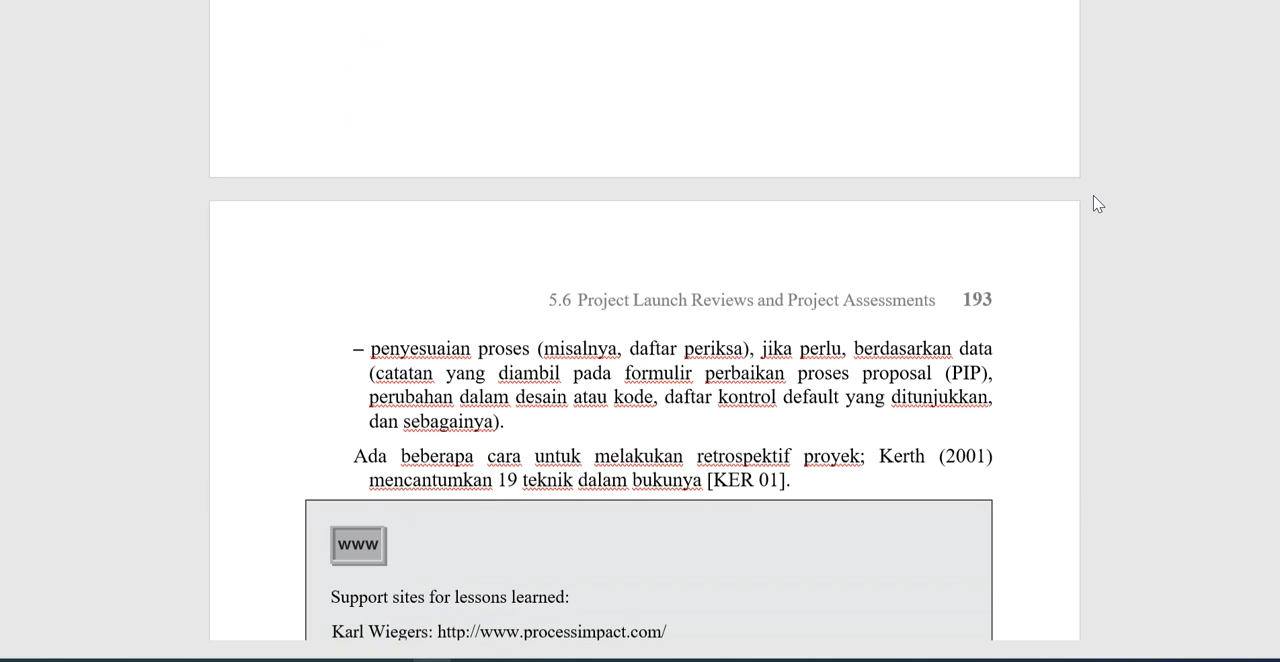 5.6 Project Launch Reviews and Project Assessments 193
– penyesuaian proses (misalnya, daftar periksa), jika perlu, berdasarkan data
(catatan yang diambil pada formulir perbaikan proses proposal (PIP),
perubahan dalam desain atau kode, daftar kontrol default yang ditunjukkan,
dan sebagainya).
Ada beberapa cara untuk melakukan retrospektif proyek; Kerth (2001)
mencantumkan 19 teknik dalam bukunya [KER 01].
www
Support sites for lessons learned:
Karl Wiegers: http://www.processimpact.com/